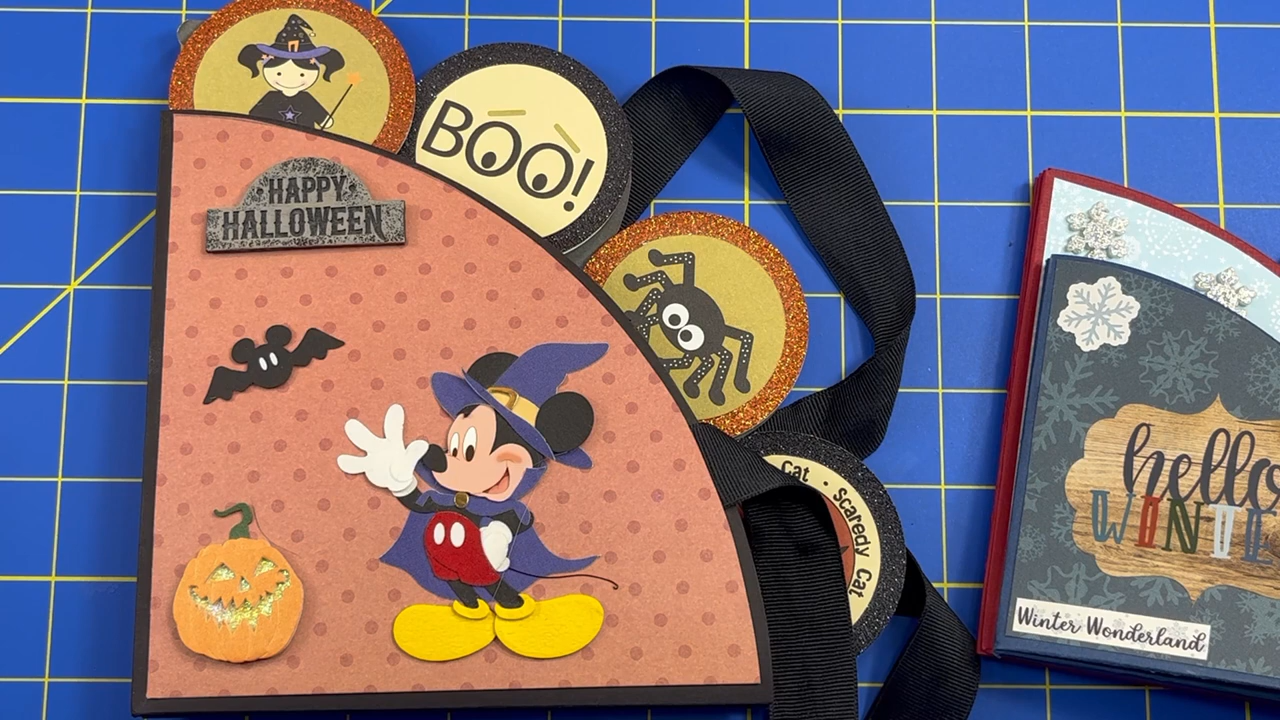 BOO!
HAPPY
HALLOWEEN
Cat • Scaredy Cat
hello
Winter Wonderland